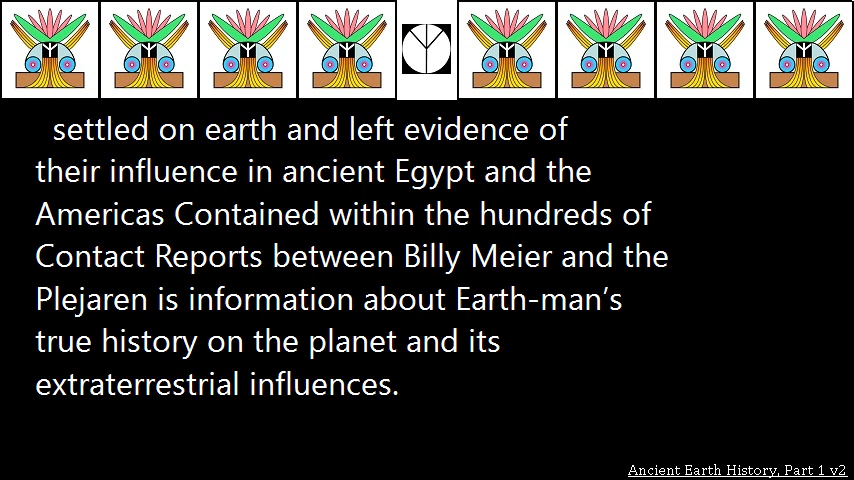 settled on earth and left evidence of
their influence in ancient Egypt and the
Americas Contained within the hundreds of
Contact Reports between Billy Meier and the
Plejaren is information about Earth-man’s
true history on the planet and its
extraterrestrial influences.
Ancient Earth History, Part 1 v2